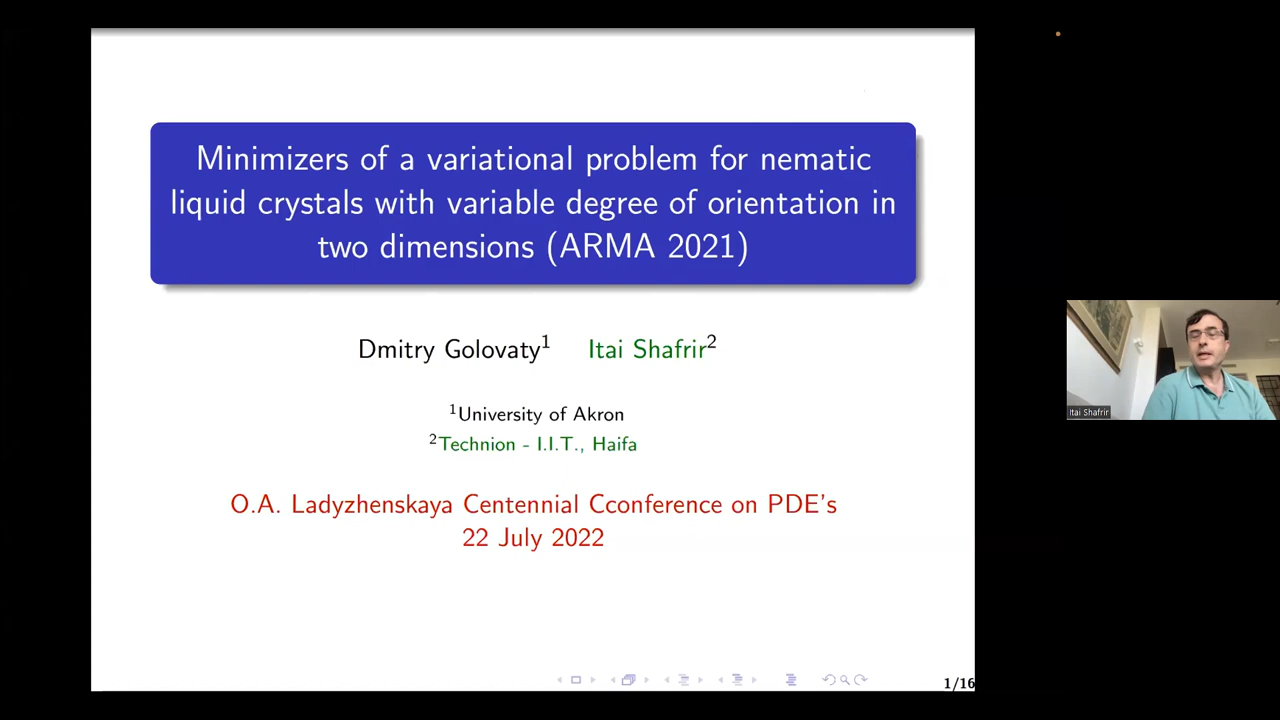 Minimizers of a variational problem for nematic
liquid crystals with variable degree of orientation in
two dimensions (ARMA 2021)
Dmitry Golovaty1 Itai Shafrir2
1University of Akron
2Technion - I.I.T., Haifa
O.A. Ladyzhenskaya Centennial Cconference on PDE's
22 July 2022
1/16
Itai Shafrir